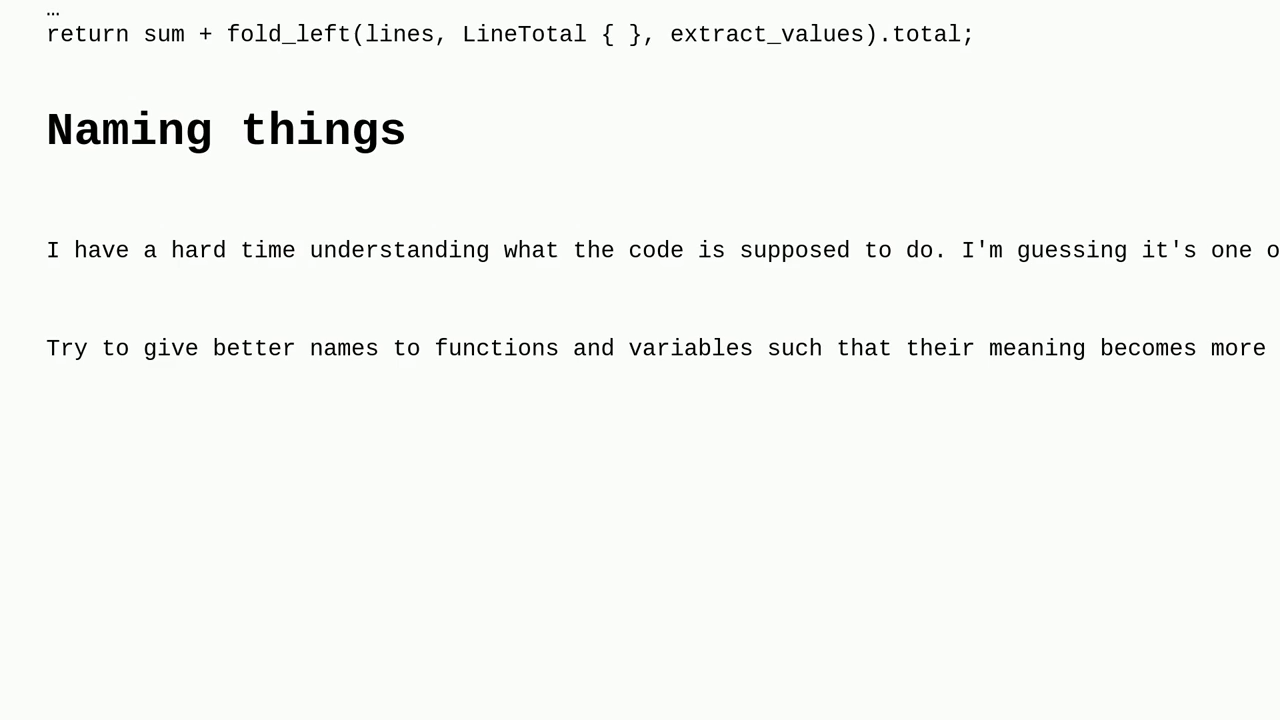 …
return sum + fold_left(lines, LineTotal { }, extract_values).total;
Naming things
I have a hard time understanding what the code is supposed to do. I'm guessing it's one o
Try to give better names to functions and variables such that their meaning becomes more